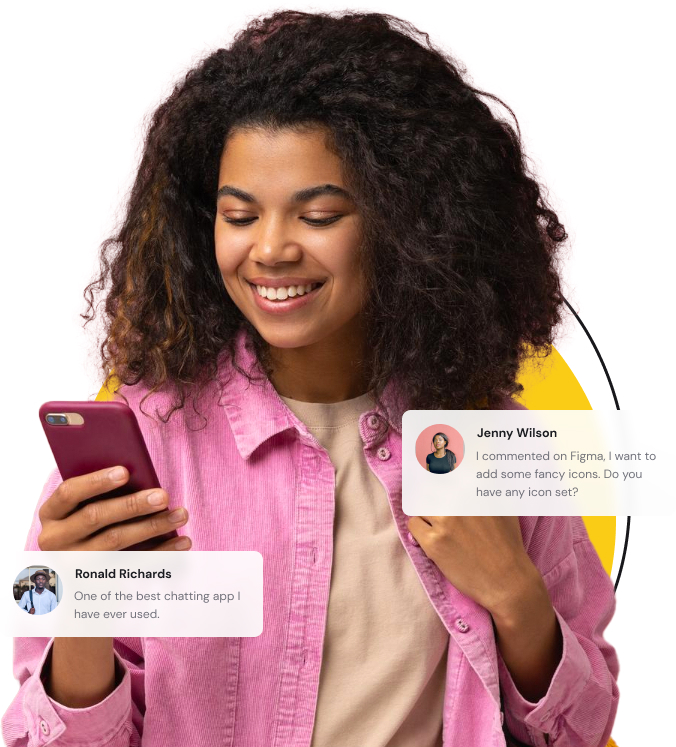 Jenny Wilson
I commented on Figma, I want to
add some fancy icons. Do you
have any icon set?
Ronald Richards
One of the best chatting app I
have ever used.